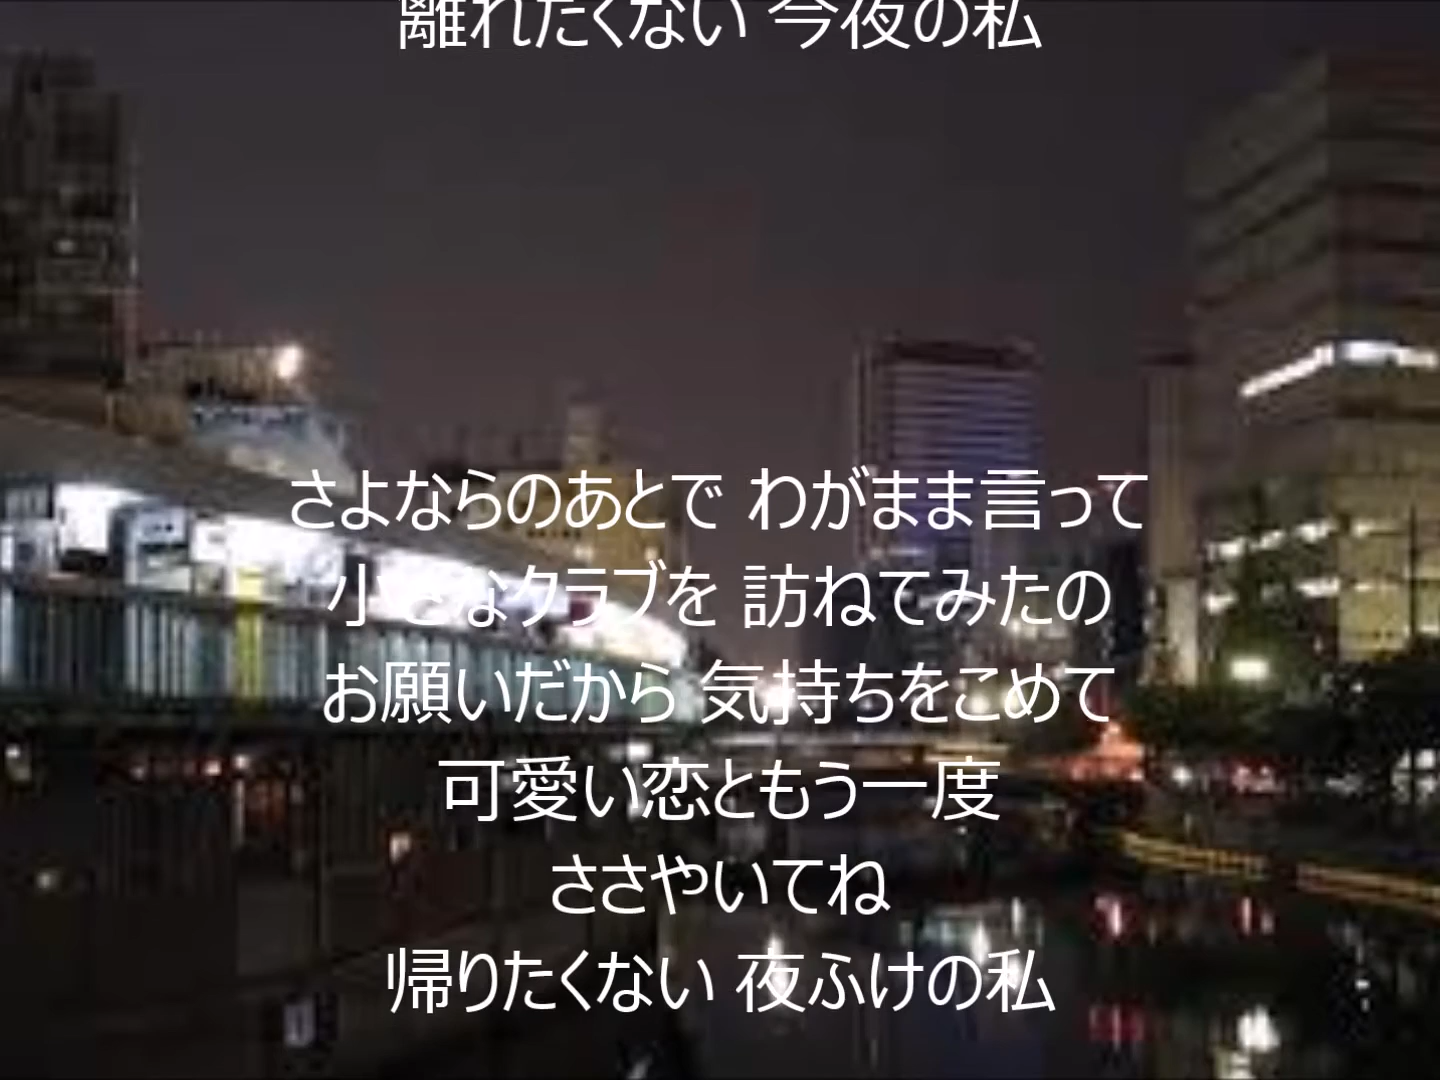 離れたくない 今夜の私
さよならのあとで わがまま言って
小さなクラブを 訪ねてみたの
お願いだから 気持ちをこめて
可愛い恋ともう一度
ささやいてね
帰りたくない 夜ふけの私